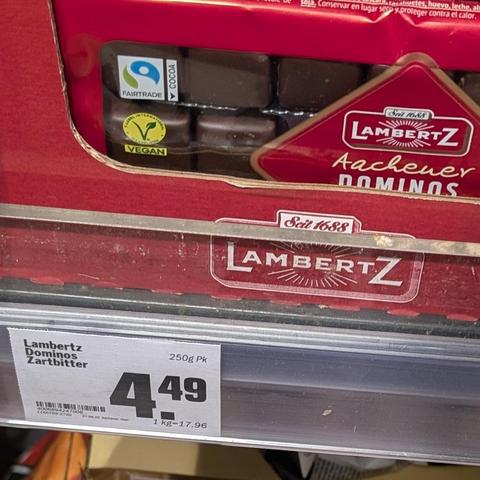 soja. Conservar en lugar seco y proteger contra el calor.
FAIRTRADE
COCOA
VEGAN
Seit 1688
LAMBERTZ
Aachener
DOMINOS
Seit 1688
LAMBERTZ
Lambertz
Dominos
Zartbitter
250g Pk
4.49
1 kg=17.96